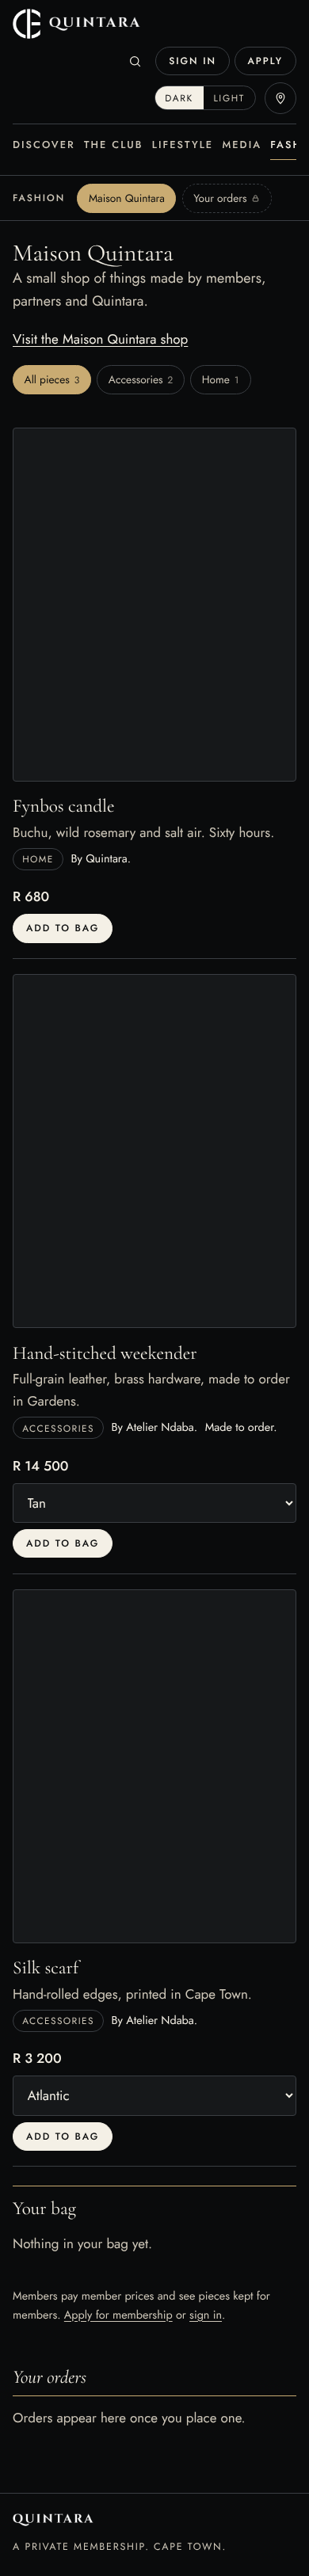 QUINTARA
SIGN IN
APPLY
DARK
LIGHT
DISCOVER THE CLUB LIFESTYLE MEDIA FASH
FASHION
Maison Quintara
Your orders
Maison Quintara
A small shop of things made by members,
partners and Quintara.
Visit the Maison Quintara shop
All pieces 3
Accessories 2
Home 1
Fynbos candle
Buchu, wild rosemary and salt air. Sixty hours.
HOME By Quintara.
R 680
ADD TO BAG
Hand-stitched weekender
Full-grain leather, brass hardware, made to order
in Gardens.
ACCESSORIES By Atelier Ndaba. Made to order.
R 14 500
Tan
ADD TO BAG
Silk scarf
Hand-rolled edges, printed in Cape Town.
ACCESSORIES By Atelier Ndaba.
R 3 200
Atlantic
ADD TO BAG
Your bag
Nothing in your bag yet.
Members pay member prices and see pieces kept for
members. Apply for membership or sign in.
Your orders
Orders appear here once you place one.
QUINTARA
A PRIVATE MEMBERSHIP. CAPE TOWN.